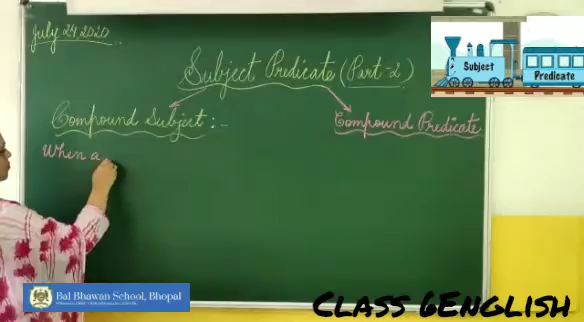 July 24, 2020
Subject Predicate (Part-2)
Subject
Predicate
Compound Subject :-
Compound Predicate
When a
Bal Bhawan School, Bhopal
Class 6 English